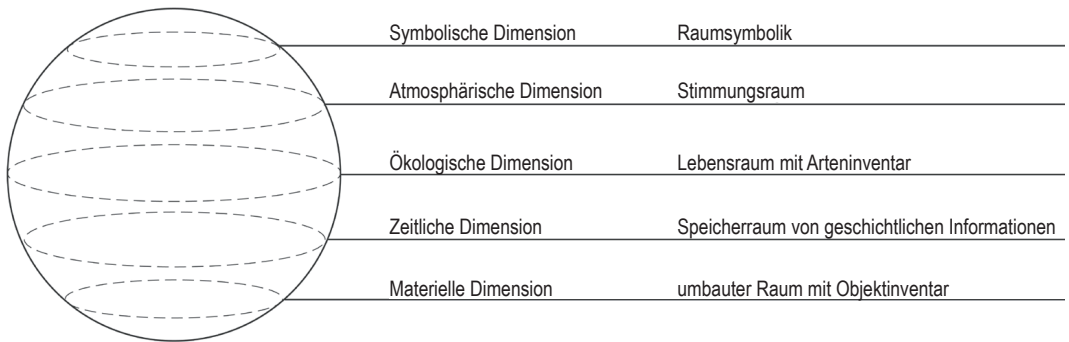 Symbolische Dimension Raumsymbolik
Atmosphärische Dimension Stimmungsraum
Ökologische Dimension Lebensraum mit Arteninventar
Zeitliche Dimension Speicherraum von geschichtlichen Informationen
Materielle Dimension umbauter Raum mit Objektinventar